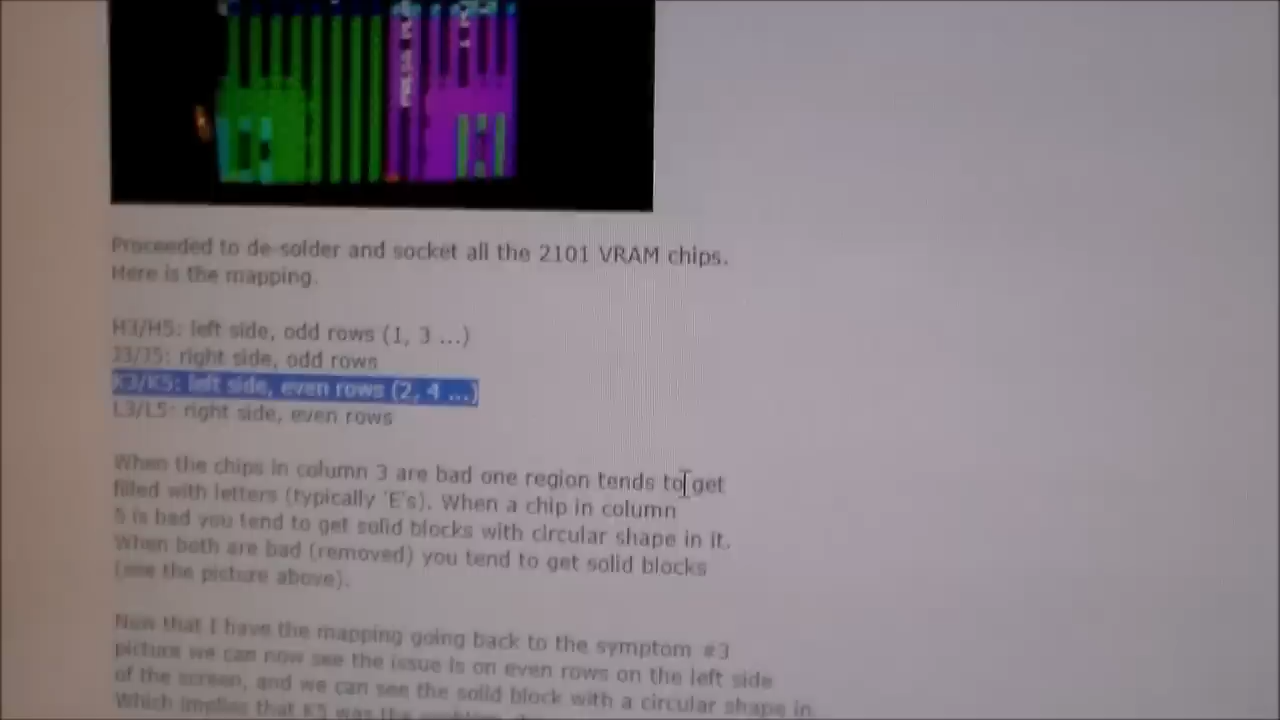 Proceeded to de-solder and socket all the 2101 VRAM chips.
Here is the mapping.
H3/H5: left side, odd rows (1, 3 ...)
J3/J5: right side, odd rows
K3/K5: left side, even rows (2, 4 ...)
L3/L5: right side, even rows
When the chips in column 3 are bad one region tends to get
filled with letters (typically 'E's). When a chip in column
5 is bad you tend to get solid blocks with circular shape in it.
When both are bad (removed) you tend to get solid blocks
(see the picture above).
Now that I have the mapping going back to the symptom #3
picture we can now see the issue is on even rows on the left side
of the screen, and we can see the solid block with a circular shape in
Which implies that K5 was the problem